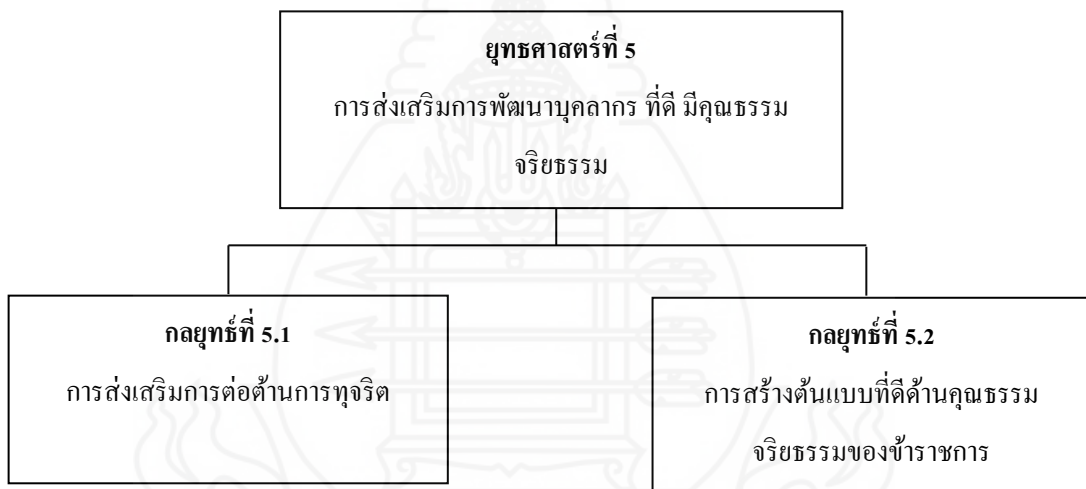 ยุทธศาสตร์ที่ 5
การส่งเสริมการพัฒนาบุคลากร ที่ดี มีคุณธรรม
จริยธรรม
กลยุทธ์ที่ 5.1
การส่งเสริมการต่อต้านการทุจริต
กลยุทธ์ที่ 5.2
การสร้างต้นแบบที่ดีด้านคุณธรรม
จริยธรรมของข้าราชการ